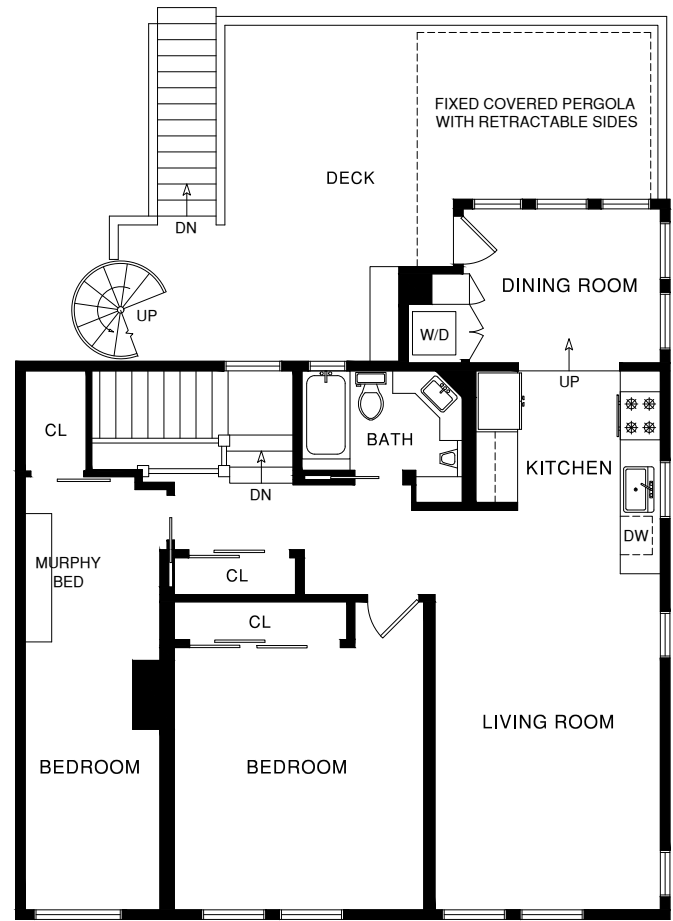 FIXED COVERED PERGOLA
WITH RETRACTABLE SIDES
DECK
DN
UP
DINING ROOM
W/D
UP
CL
BATH
KITCHEN
DN
DW
MURPHY
BED
CL
CL
LIVING ROOM
BEDROOM
BEDROOM